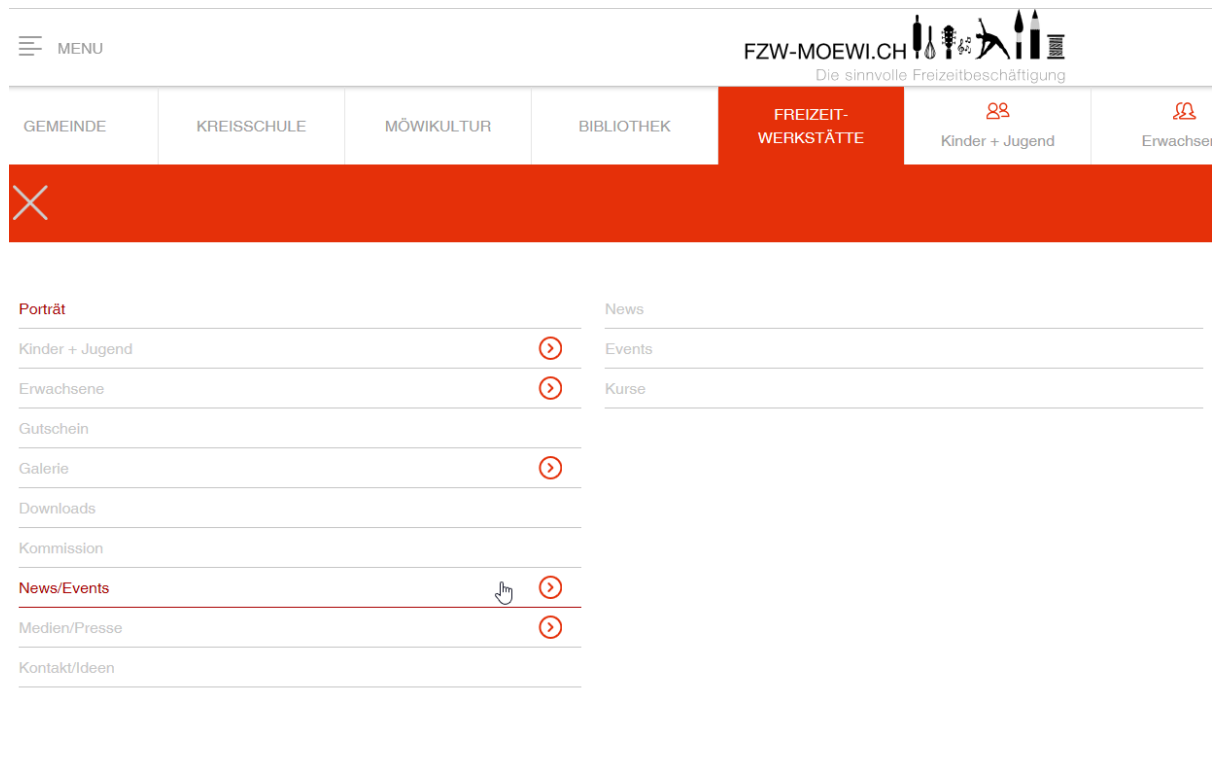 MENU
FZW-MOEWI.CH
Die sinnvolle Freizeitbeschäftigung
GEMEINDE
KREISSCHULE
MÖWIKULTUR
BIBLIOTHEK
FREIZEIT-
WERKSTÄTTE
Kinder + Jugend
Erwachsen
Porträt
Kinder + Jugend
Erwachsene
Gutschein
Galerie
Downloads
Kommission
News/Events
Medien/Presse
Kontakt/Ideen
News
Events
Kurse